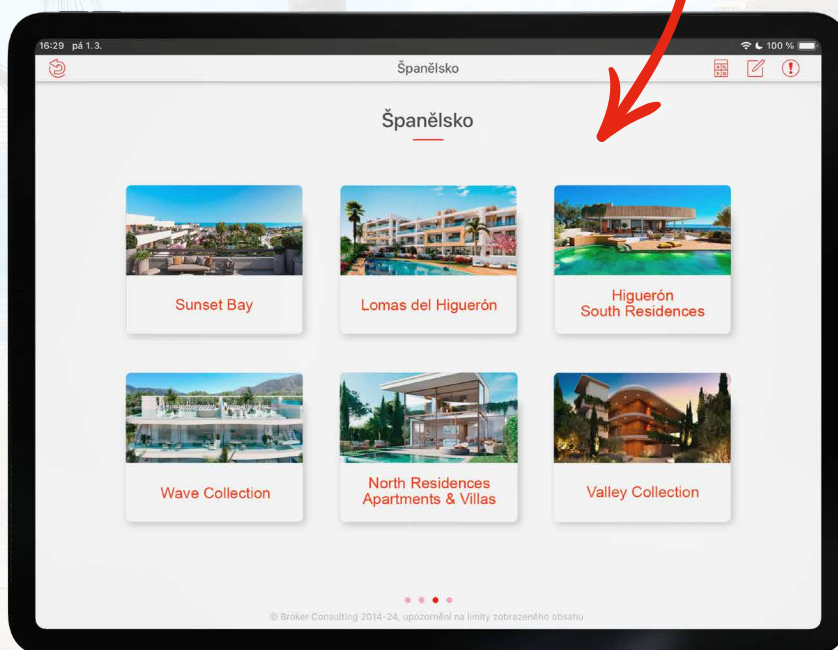 16:29 pá 1. 3.
100 %
Španělsko
Španělsko
Sunset Bay
Lomas del Higuerón
Higuerón
South Residences
Wave Collection
North Residences
Apartments & Villas
Valley Collection
© Broker Consulting 2014–24, upozornění na limity zobrazeného obsahu